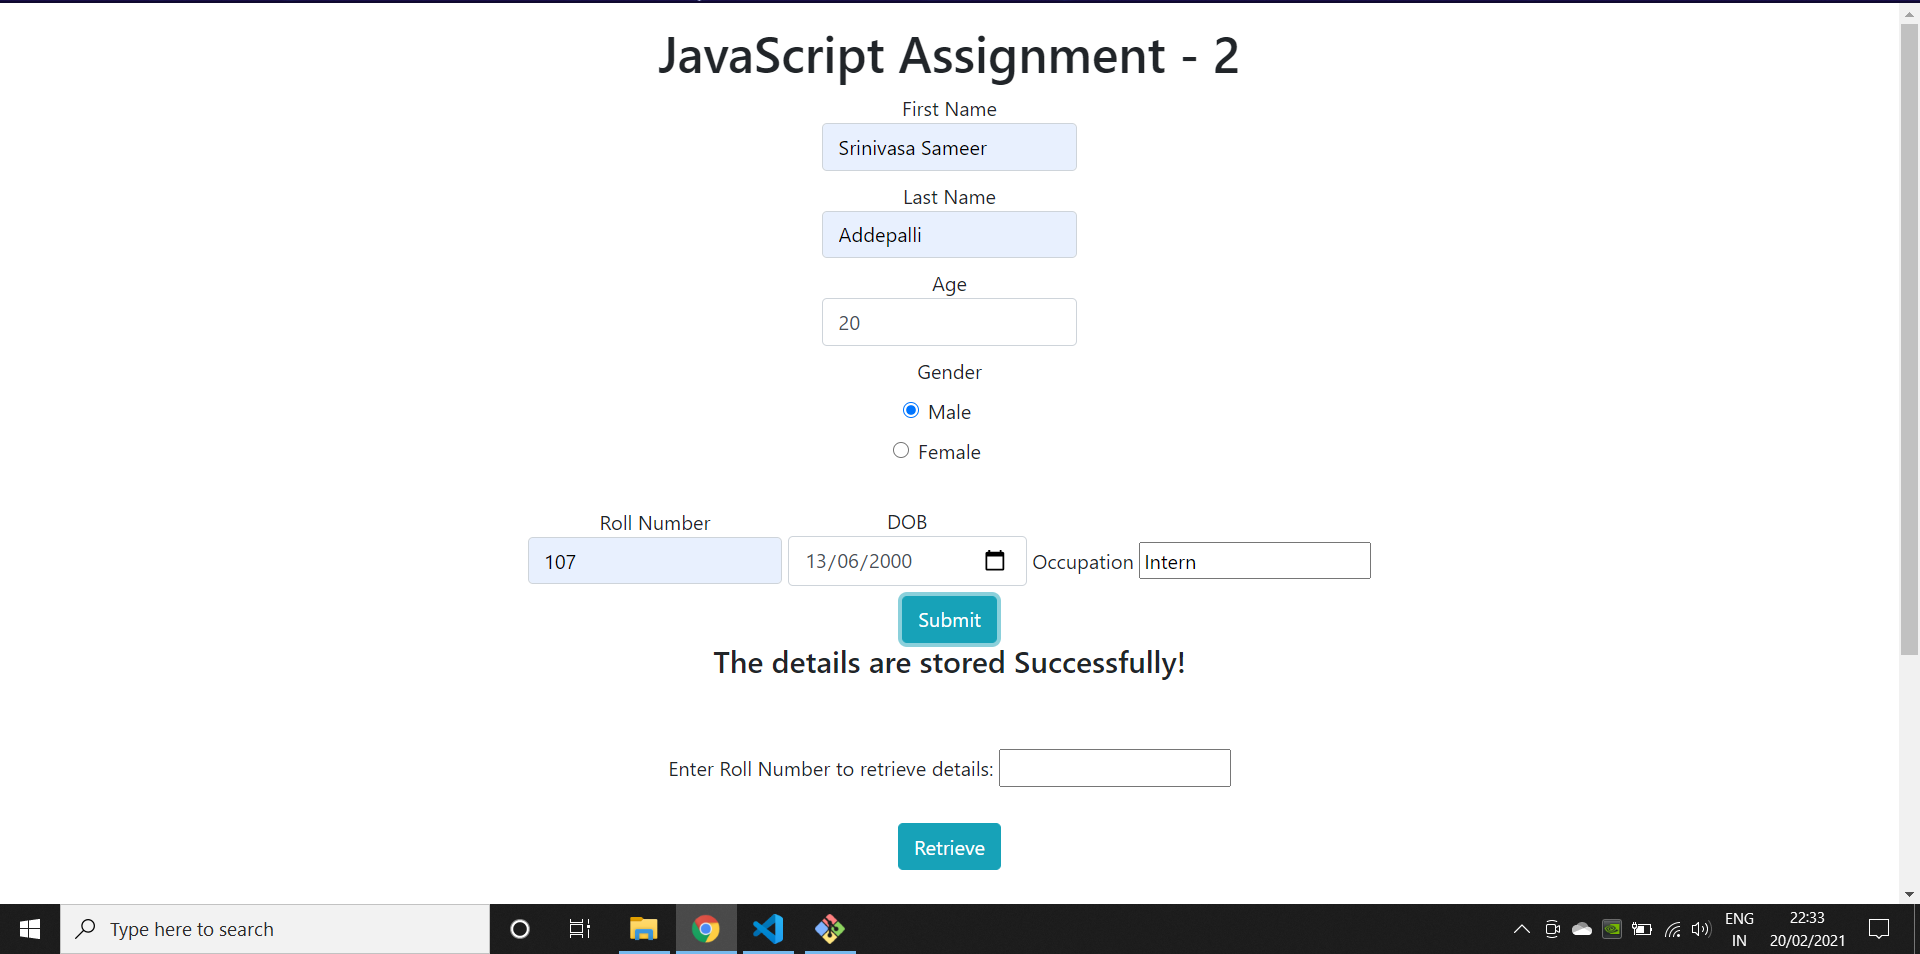 JavaScript Assignment - 2
First Name
Srinivasa Sameer
Last Name
Addepalli
Age
20
Gender
Male
Female
Roll Number
107
DOB
13/06/2000
Occupation Intern
Submit
The details are stored Successfully!
Enter Roll Number to retrieve details:
Retrieve
Type here to search
ENG
IN
22:33
20/02/2021